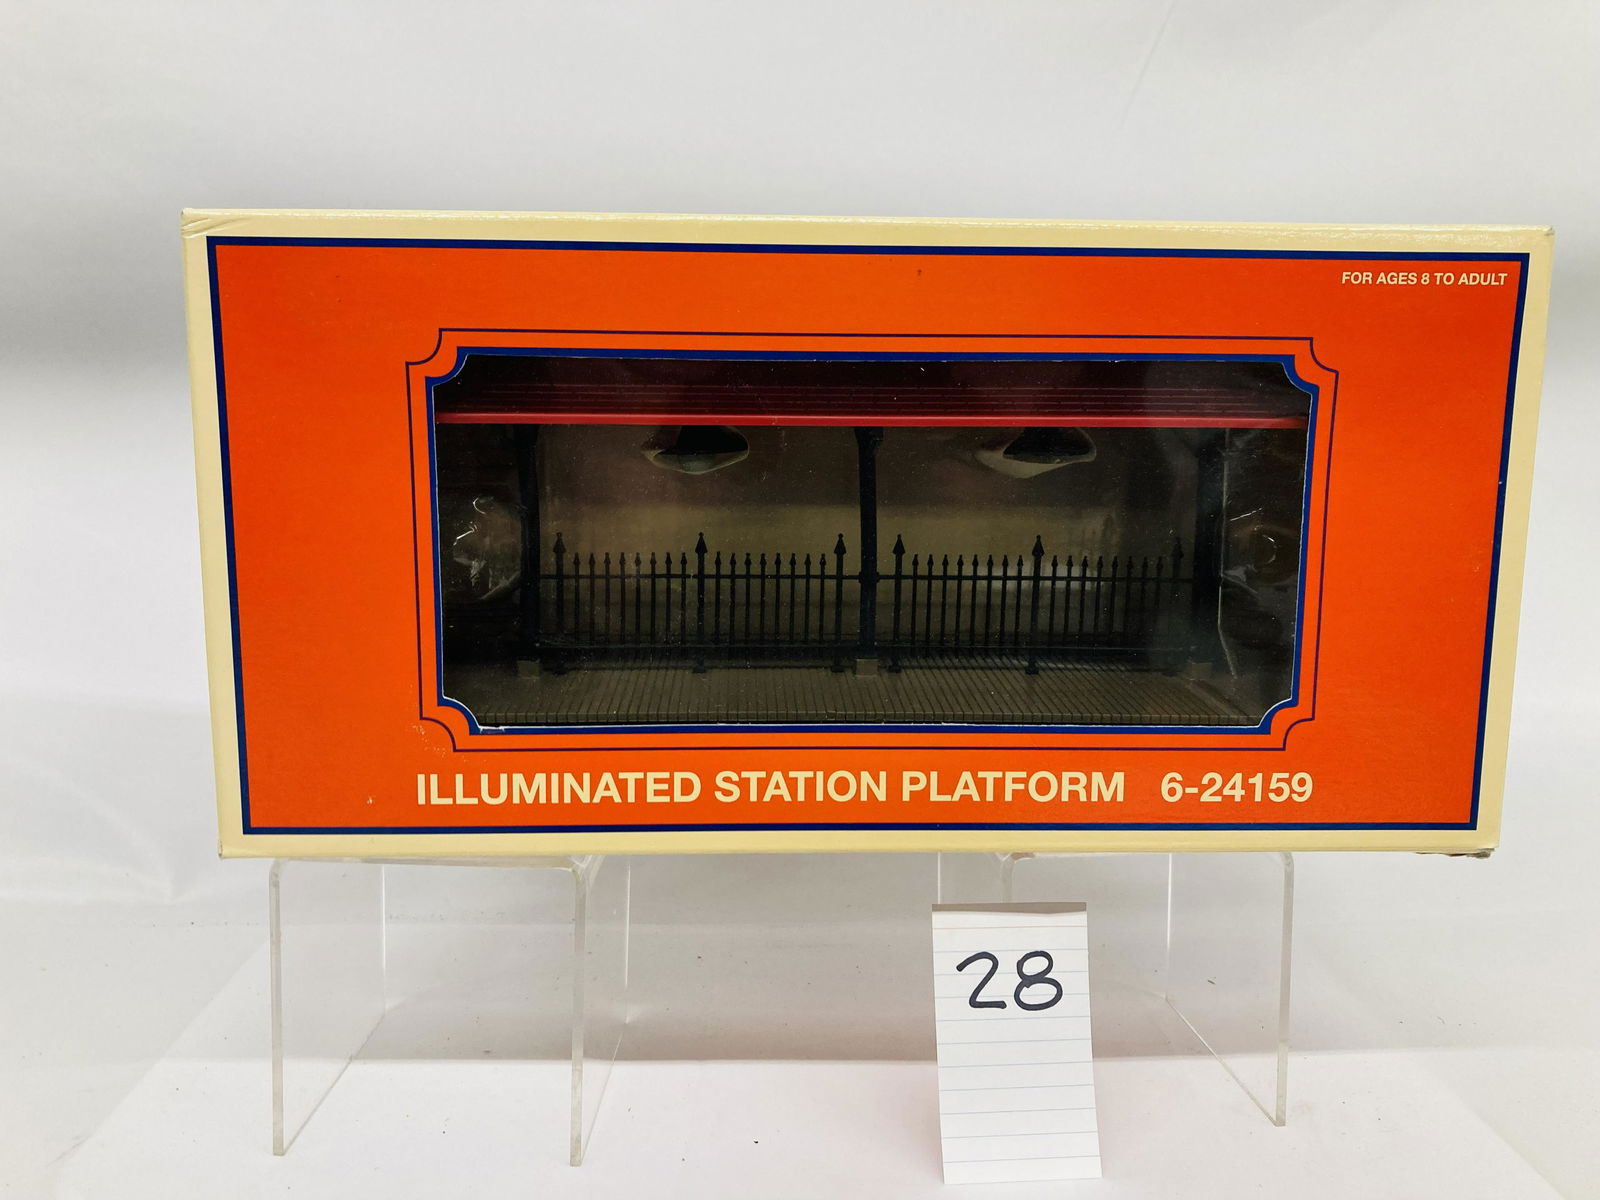 FOR AGES 8 TO ADULT
ILLUMINATED STATION PLATFORM 6-24159
28